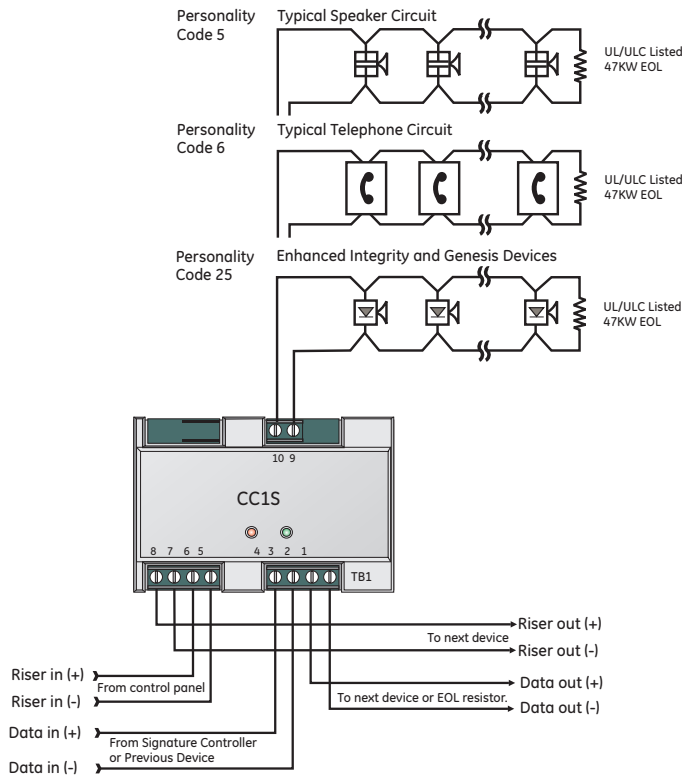 Personality Code 5
Typical Speaker Circuit
UL/ULC Listed
47KW EOL
Personality Code 6
Typical Telephone Circuit
UL/ULC Listed
47KW EOL
Personality Code 25
Enhanced Integrity and Genesis Devices
UL/ULC Listed
47KW EOL
10 9
CC1S
8 7 6 5
4 3 2 1
TB1
Riser out (+)
To next device
Riser out (-)
Riser in (+)
From control panel
Riser in (-)
Data out (+)
To next device or EOL resistor.
Data out (-)
Data in (+)
From Signature Controller
or Previous Device
Data in (-)